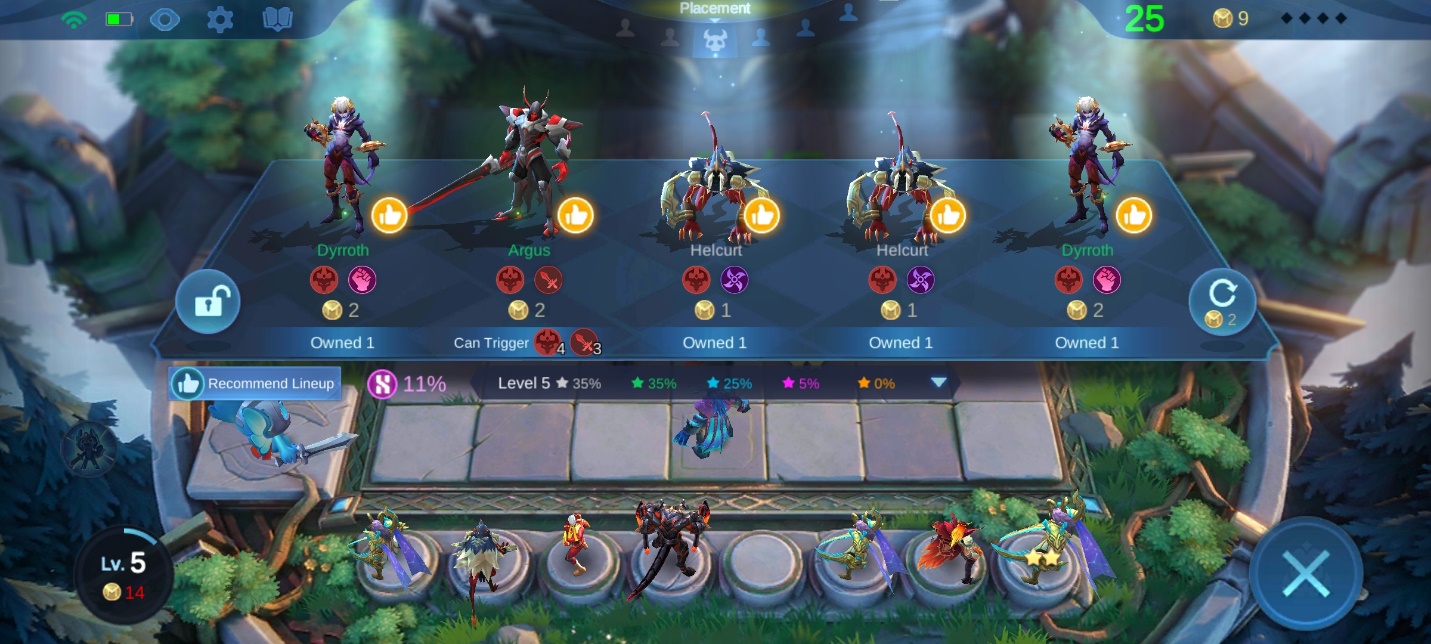 Placement
25
9
Dyrroth
Argus
Helcurt
Helcurt
Dyrroth
2
2
1
1
2
2
Owned 1
Can Trigger 4 3
Owned 1
Owned 1
Owned 1
Recommend Lineup
11%
Level 5 35% 35% 25% 5% 0%
Lv. 5
14